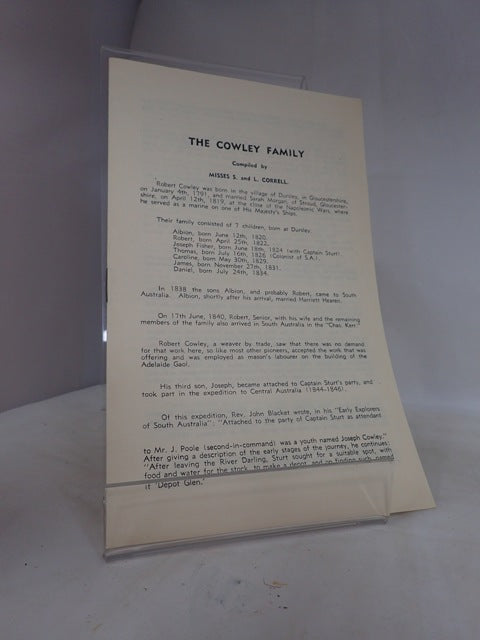 THE COWLEY FAMILY
Compiled by
MISSES S. and L. CORRELL.
Robert Cowley was born in the village of Dursley, in Gloucestershire,
on January 4th, 1791, and married Sarah Morgan, of Stroud, Gloucester-
shire, on April 12th, 1819, at the close of the Napoleonic Wars, where
he served as a marine on one of His Majesty's Ships.
Their family consisted of 7 children, born at Dursley.
Albion, born June 12th, 1820.
Robert, born April 25th, 1822.
Joseph Fisher, born June 18th, 1824 (with Captain Sturt)
Thomas, born July 16th, 1826 (Colonist of S.A.)
Caroline, born May 30th, 1829.
James, born November 27th, 1831.
Daniel, born July 24th, 1834.
In 1838 the sons Albion, and probably Robert, came to South
Australia. Albion, shortly after his arrival, married Harriett Hearen.
On 17th June, 1840, Robert, Senior, with his wife and the remaining
members of the family also arrived in South Australia in the "Chas. Kerr."
Robert Cowley, a weaver by trade, saw that there was no demand
for that work here, so like most other pioneers, accepted the work that was
offering and was employed as mason's labourer on the building of the
Adelaide Gaol.
His third son, Joseph, became attached to Captain Sturt's party, and
took part in the expedition to Central Australia (1844-1846).
Of this expedition, Rev. John Blacket wrote, in his "Early Explorers
of South Australia": "Attached to the party of Captain Sturt as attendant
to Mr. J. Poole (second-in-command) was a youth named Joseph Cowley."
After giving a description of the early stages of the journey, he continues:
"After leaving the River Darling, Sturt sought for a suitable spot, with
food and water for the stock, to make a depot, and on finding such, named
it "Depot Glen."